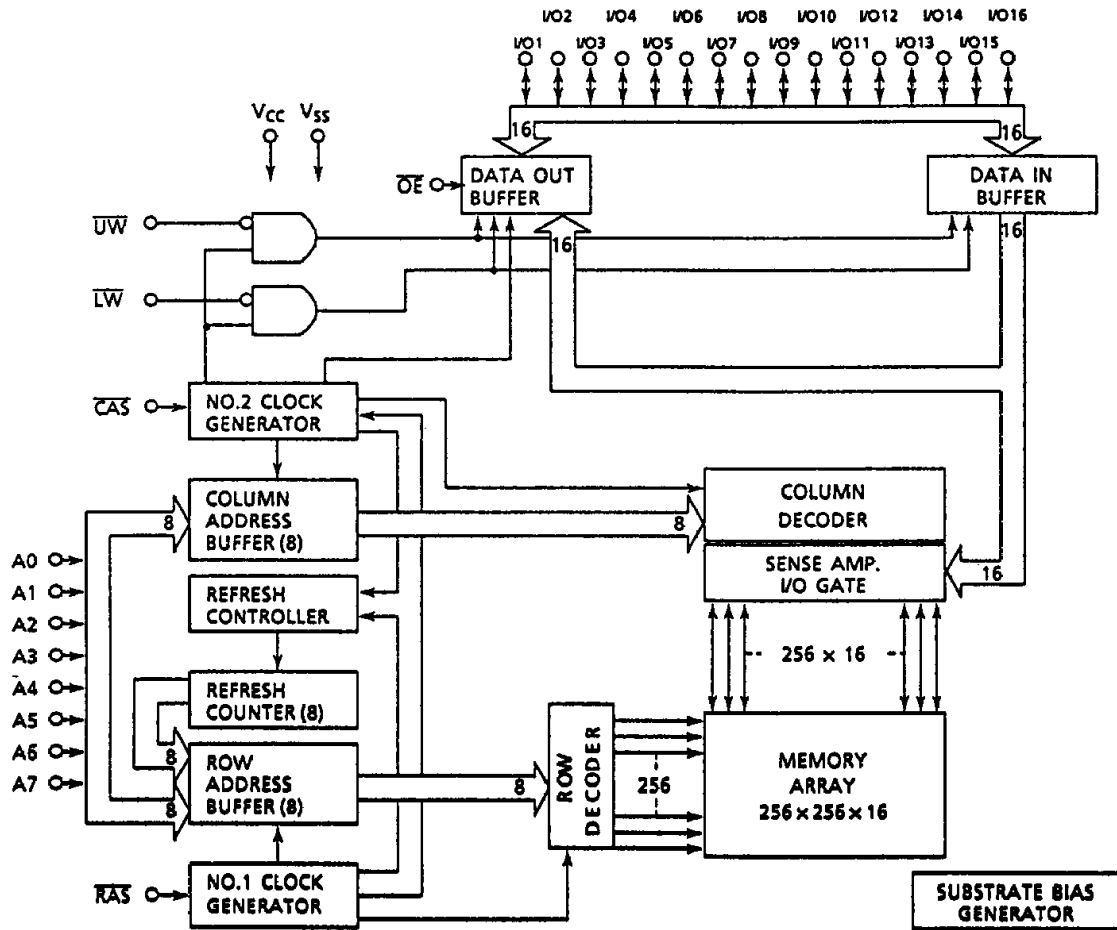 I/O2 I/O4 I/O6 I/O8 I/O10 I/O12 I/O14 I/O16
I/O1 I/O3 I/O5 I/O7 I/O9 I/O11 I/O13 I/O15
VCC VSS
16 16
OE
DATA OUT
BUFFER
DATA IN
BUFFER
UW
16 16
LW
CAS
NO.2 CLOCK
GENERATOR
COLUMN
ADDRESS
BUFFER (8)
8 8
COLUMN
DECODER
SENSE AMP.
I/O GATE
16
A0
A1
A2
A3
A4
A5
A6
A7
REFRESH
CONTROLLER
256 × 16
REFRESH
COUNTER (8)
8
ROW
ADDRESS
BUFFER (8)
8
8
ROW
DECODER
256
MEMORY
ARRAY
256×256×16
RAS
NO.1 CLOCK
GENERATOR
SUBSTRATE BIAS
GENERATOR